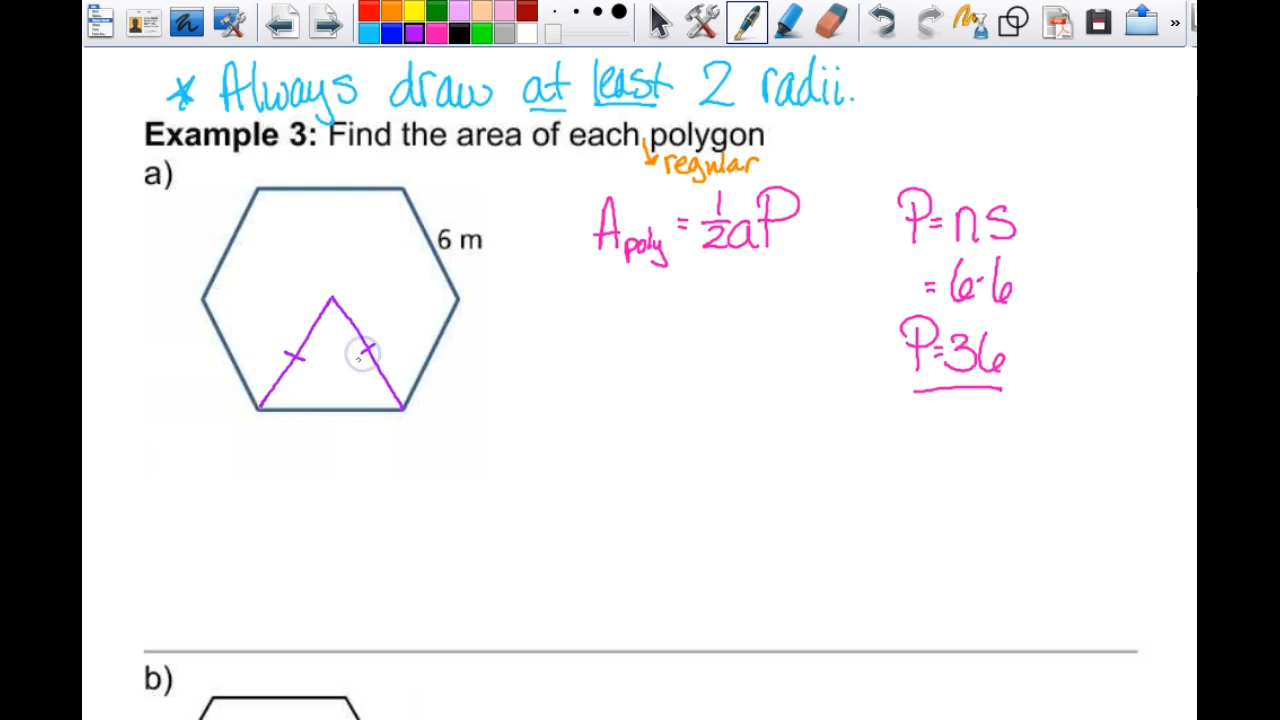 * Always draw at least 2 radii.
Example 3: Find the area of each polygon
regular
a)
6 m
A poly = 1/2 aP
P = ns
= 6·6
P = 36
b)